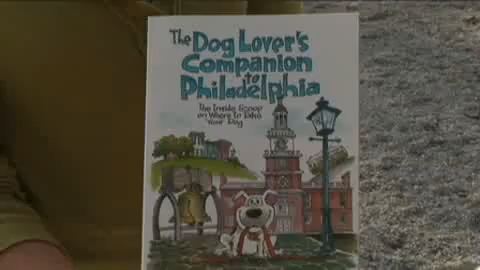 The Dog Lover's
Companion
to
Philadelphia
The Inside Scoop
on Where to Take
Your Dog